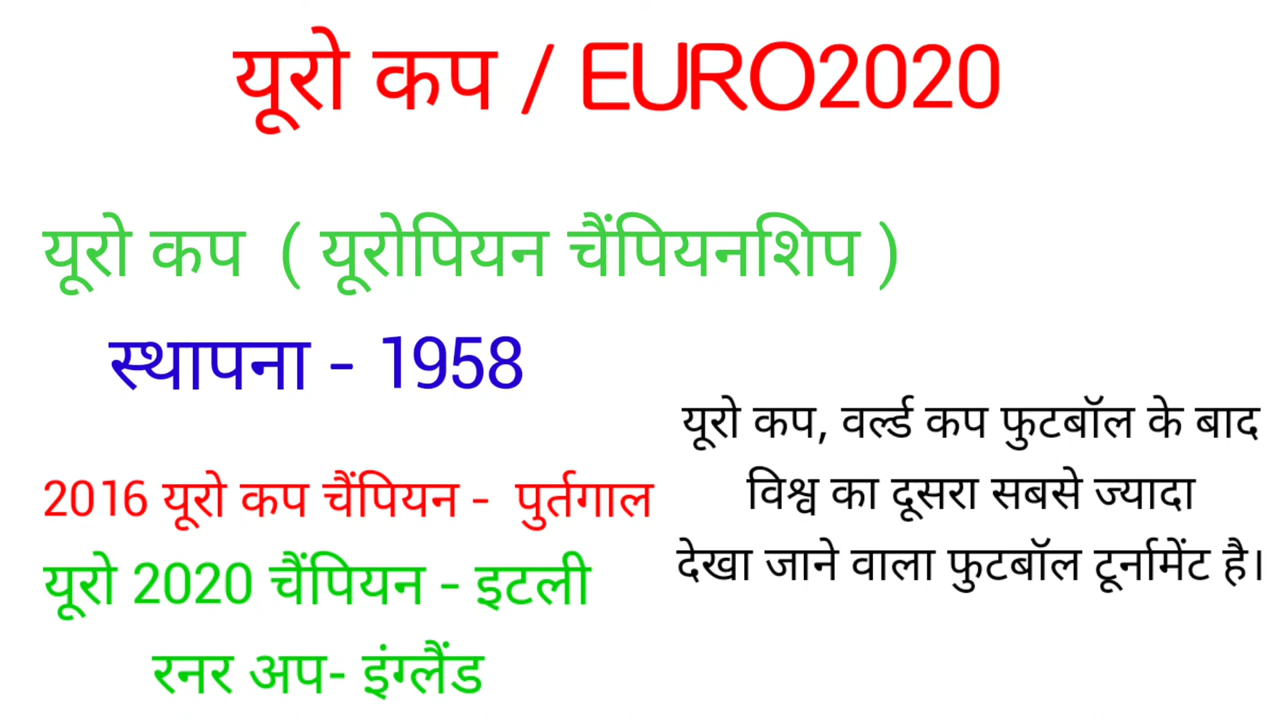 यूरो कप / EURO2020
यूरो कप ( यूरोपियन चैंपियनशिप )
स्थापना - 1958
2016 यूरो कप चैंपियन - पुर्तगाल
यूरो 2020 चैंपियन - इटली
रनर अप- इंग्लैंड
यूरो कप, वर्ल्ड कप फुटबॉल के बाद
विश्व का दूसरा सबसे ज्यादा
देखा जाने वाला फुटबॉल टूर्नामेंट है।